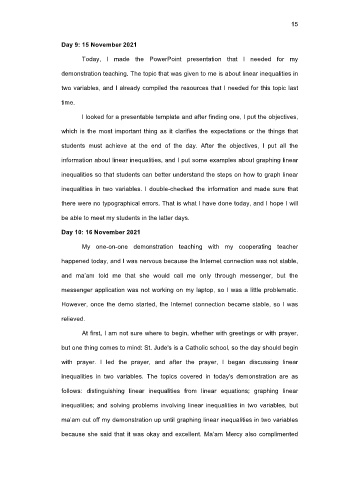 15
Day 9: 15 November 2021
Today, I made the PowerPoint presentation that I needed for my
demonstration teaching. The topic that was given to me is about linear inequalities in
two variables, and I already compiled the resources that I needed for this topic last
time.
I looked for a presentable template and after finding one, I put the objectives,
which is the most important thing as it clarifies the expectations or the things that
students must achieve at the end of the day. After the objectives, I put all the
information about linear inequalities, and I put some examples about graphing linear
inequalities so that students can better understand the steps on how to graph linear
inequalities in two variables. I double-checked the information and made sure that
there were no typographical errors. That is what I have done today, and I hope I will
be able to meet my students in the latter days.
Day 10: 16 November 2021
My one-on-one demonstration teaching with my cooperating teacher
happened today, and I was nervous because the Internet connection was not stable,
and ma'am told me that she would call me only through messenger, but the
messenger application was not working on my laptop, so I was a little problematic.
However, once the demo started, the Internet connection became stable, so I was
relieved.
At first, I am not sure where to begin, whether with greetings or with prayer,
but one thing comes to mind: St. Jude's is a Catholic school, so the day should begin
with prayer. I led the prayer, and after the prayer, I began discussing linear
inequalities in two variables. The topics covered in today's demonstration are as
follows: distinguishing linear inequalities from linear equations; graphing linear
inequalities; and solving problems involving linear inequalities in two variables, but
ma'am cut off my demonstration up until graphing linear inequalities in two variables
because she said that it was okay and excellent. Ma'am Mercy also complimented